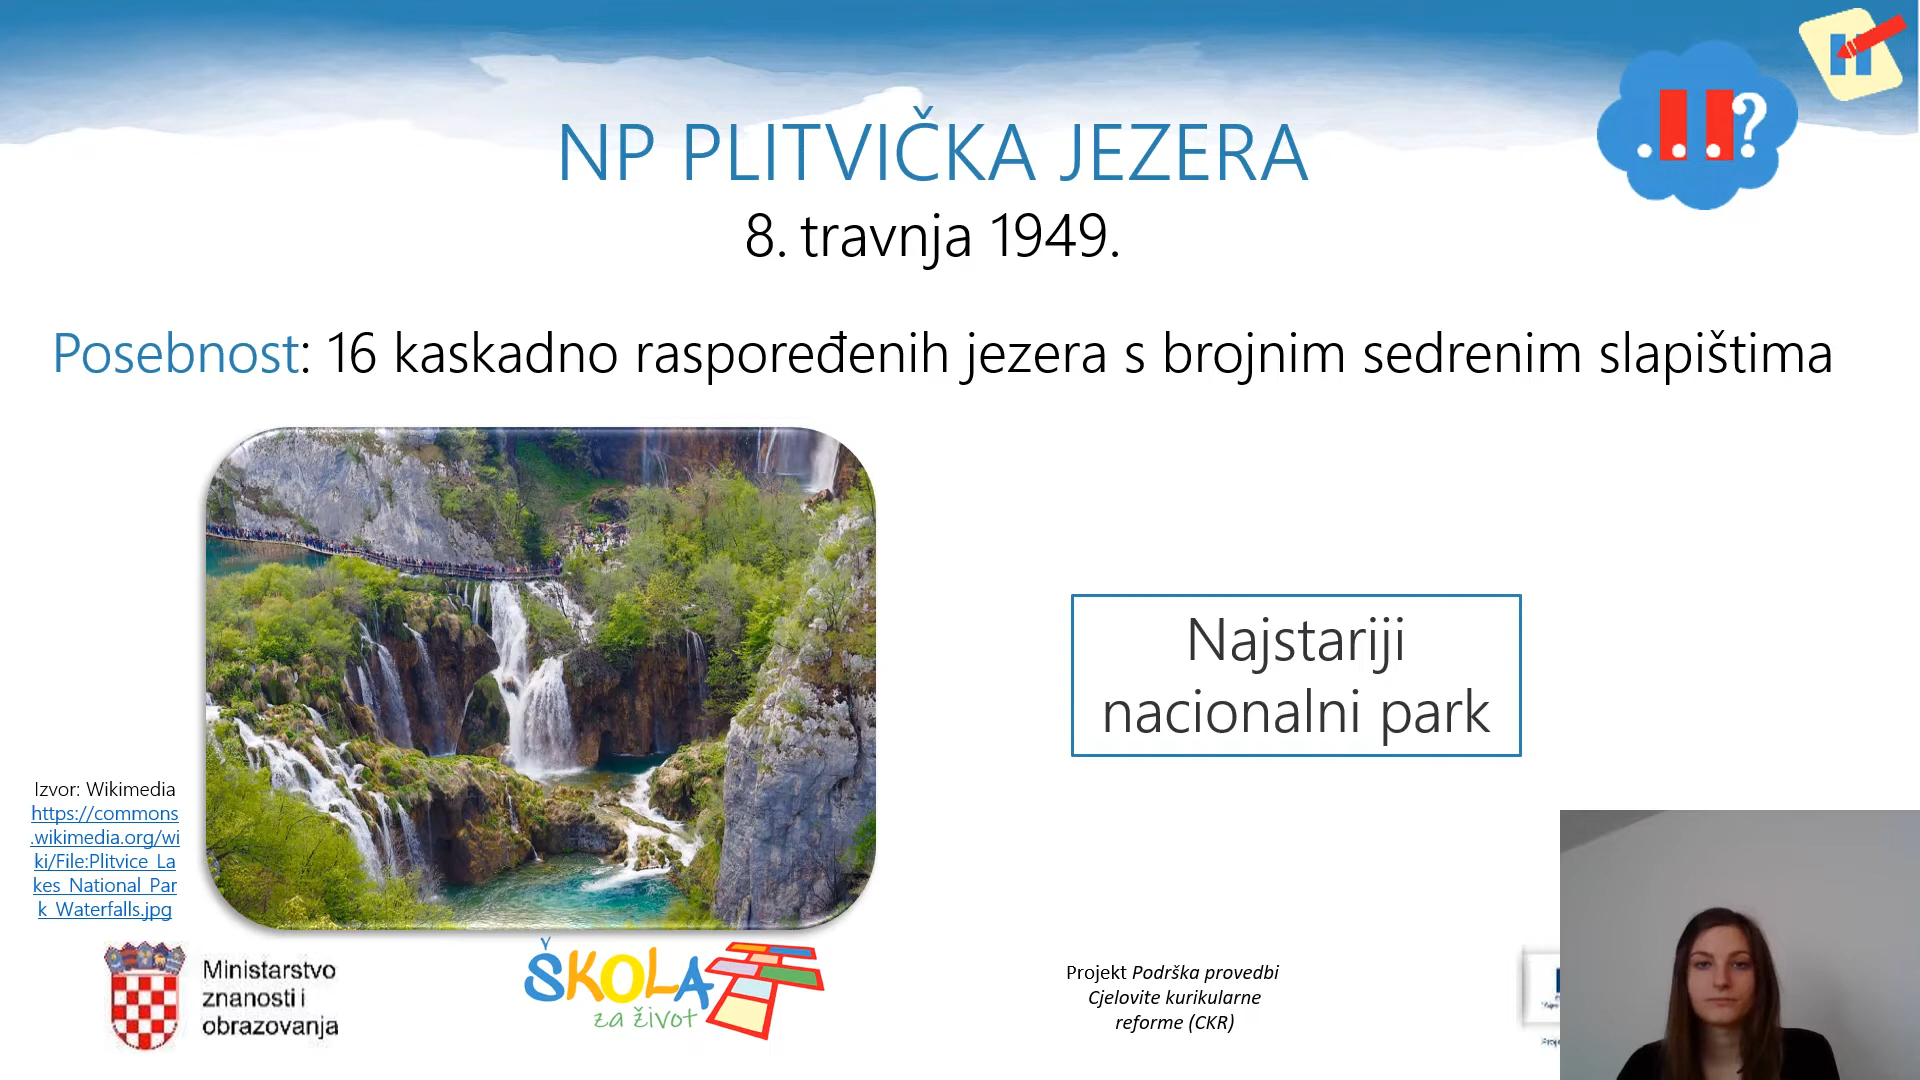 NP PLITVIČKA JEZERA
8. travnja 1949.
Posebnost: 16 kaskadno raspoređenih jezera s brojnim sedrenim slapištima
Najstariji
nacionalni park
Izvor: Wikimedia
https://commons
.wikimedia.org/wi
ki/File:Plitvice_La
kes_National_Par
k_Waterfalls.jpg
Ministarstvo
znanosti i
obrazovanja
ŠKOLA
za život
Projekt Podrška provedbi
Cjelovite kurikularne
reforme (CKR)